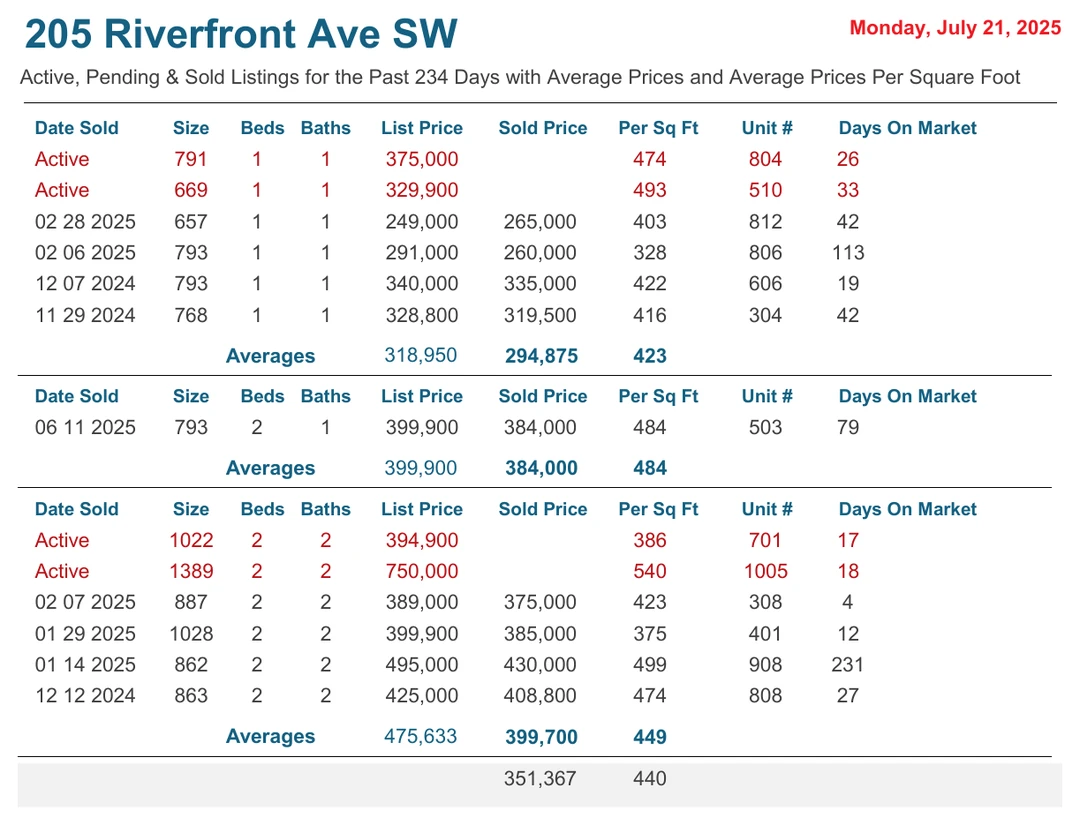 205 Riverfront Ave SW
Monday, July 21, 2025
Active, Pending & Sold Listings for the Past 234 Days with Average Prices and Average Prices Per Square Foot
Date Sold Size Beds Baths List Price Sold Price Per Sq Ft Unit # Days On Market
Active 791 1 1 375,000 474 804 26
Active 669 1 1 329,900 493 510 33
02 28 2025 657 1 1 249,000 265,000 403 812 42
02 06 2025 793 1 1 291,000 260,000 328 806 113
12 07 2024 793 1 1 340,000 335,000 422 606 19
11 29 2024 768 1 1 328,800 319,500 416 304 42
Averages 318,950 294,875 423
Date Sold Size Beds Baths List Price Sold Price Per Sq Ft Unit # Days On Market
06 11 2025 793 2 1 399,900 384,000 484 503 79
Averages 399,900 384,000 484
Date Sold Size Beds Baths List Price Sold Price Per Sq Ft Unit # Days On Market
Active 1022 2 2 394,900 386 701 17
Active 1389 2 2 750,000 540 1005 18
02 07 2025 887 2 2 389,000 375,000 423 308 4
01 29 2025 1028 2 2 399,900 385,000 375 401 12
01 14 2025 862 2 2 495,000 430,000 499 908 231
12 12 2024 863 2 2 425,000 408,800 474 808 27
Averages 475,633 399,700 449
351,367 440